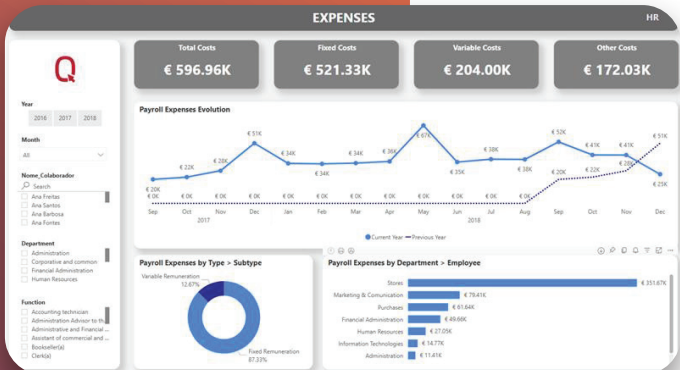 EXPENSES
HR
Total Costs
€ 596.96K
Fixed Costs
€ 521.33K
Variable Costs
€ 204.00K
Other Costs
€ 172.03K
Year
2016 2017 2018
Month
All
Nome_Colaborador
Search
Ana Freitas
Ana Santos
Ana Barbosa
Ana Fontes
Department
Administration
Corporative and common
Financial Administration
Human Resources
Function
Accounting technician
Administration Advisor to th...
Administrative and Financial ...
Assistant of commercial and ...
Bookseller(a)
Clerk(a)
Payroll Expenses Evolution
€ 20K € 22K € 28K € 51K € 34K € 34K € 34K € 36K € 67K € 35K € 38K € 38K € 52K € 41K € 41K € 25K
€ 0K € 0K € 0K € 0K € 0K € 0K € 0K € 0K € 0K € 0K € 0K € 0K € 20K € 22K € 28K € 51K
Sep Oct Nov Dec Jan Feb Mar Apr May Jun Jul Aug Sep Oct Nov Dec
2017 2018
Current Year Previous Year
Payroll Expenses by Type > Subtype
Variable Remuneration
12.67%
Fixed Remuneration
87.33%
Payroll Expenses by Department > Employee
Stores € 351.87K
Marketing & Comunication € 79.41K
Purchases € 61.64K
Financial Administration € 49.66K
Human Resources € 27.05K
Information Technologies € 14.77K
Administration € 11.41K